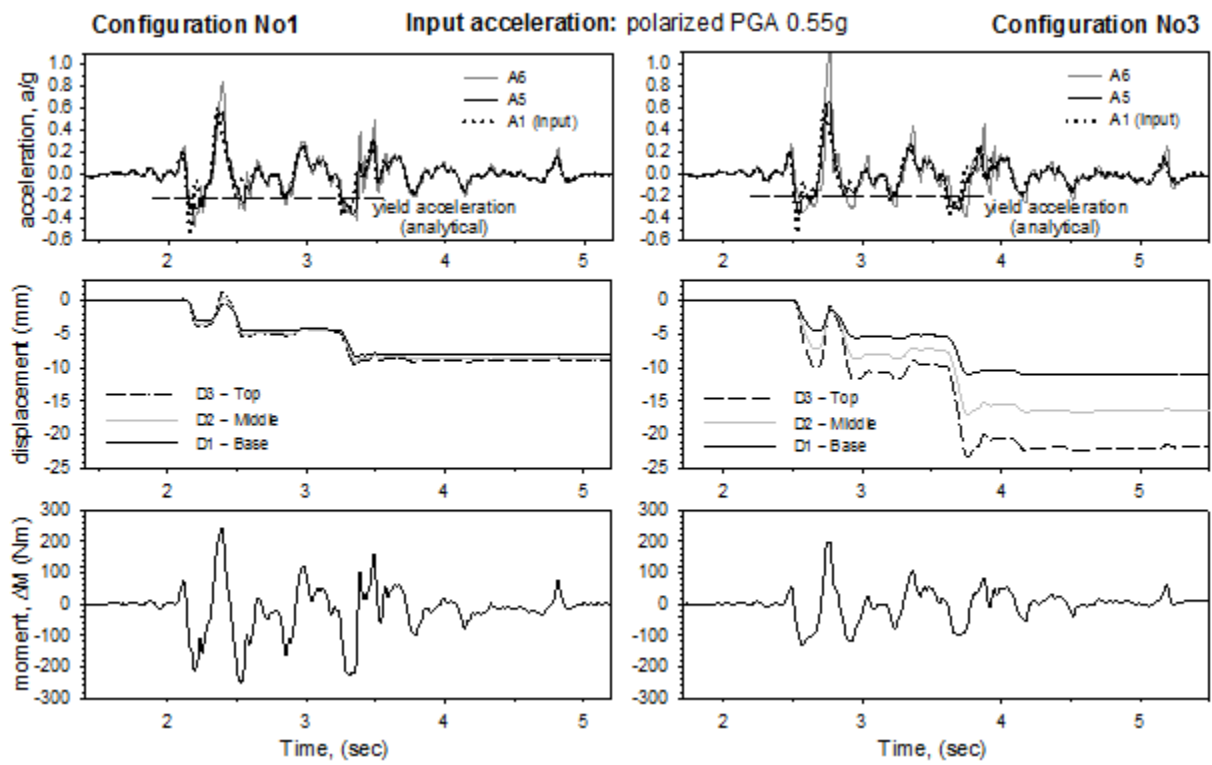 Configuration No1
Input acceleration: polarized PGA 0.55g
Configuration No3
acceleration, a/g
1.0
0.8
0.6
0.4
0.2
0.0
-0.2
-0.4
-0.6
A6
A5
A1 (Input)
yield acceleration
(analytical)
2
3
4
5
1.0
0.8
0.6
0.4
0.2
0.0
-0.2
-0.4
-0.6
A6
A5
A1 (Input)
yield acceleration
(analytical)
2
3
4
5
displacement (mm)
0
-5
-10
-15
-20
-25
D3 – Top
D2 – Middle
D1 – Base
2
3
4
5
0
-5
-10
-15
-20
-25
D3 – Top
D2 – Middle
D1 – Base
2
3
4
5
moment, ΔM (Nm)
300
200
100
0
-100
-200
-300
2
3
4
5
Time, (sec)
300
200
100
0
-100
-200
-300
2
3
4
5
Time, (sec)